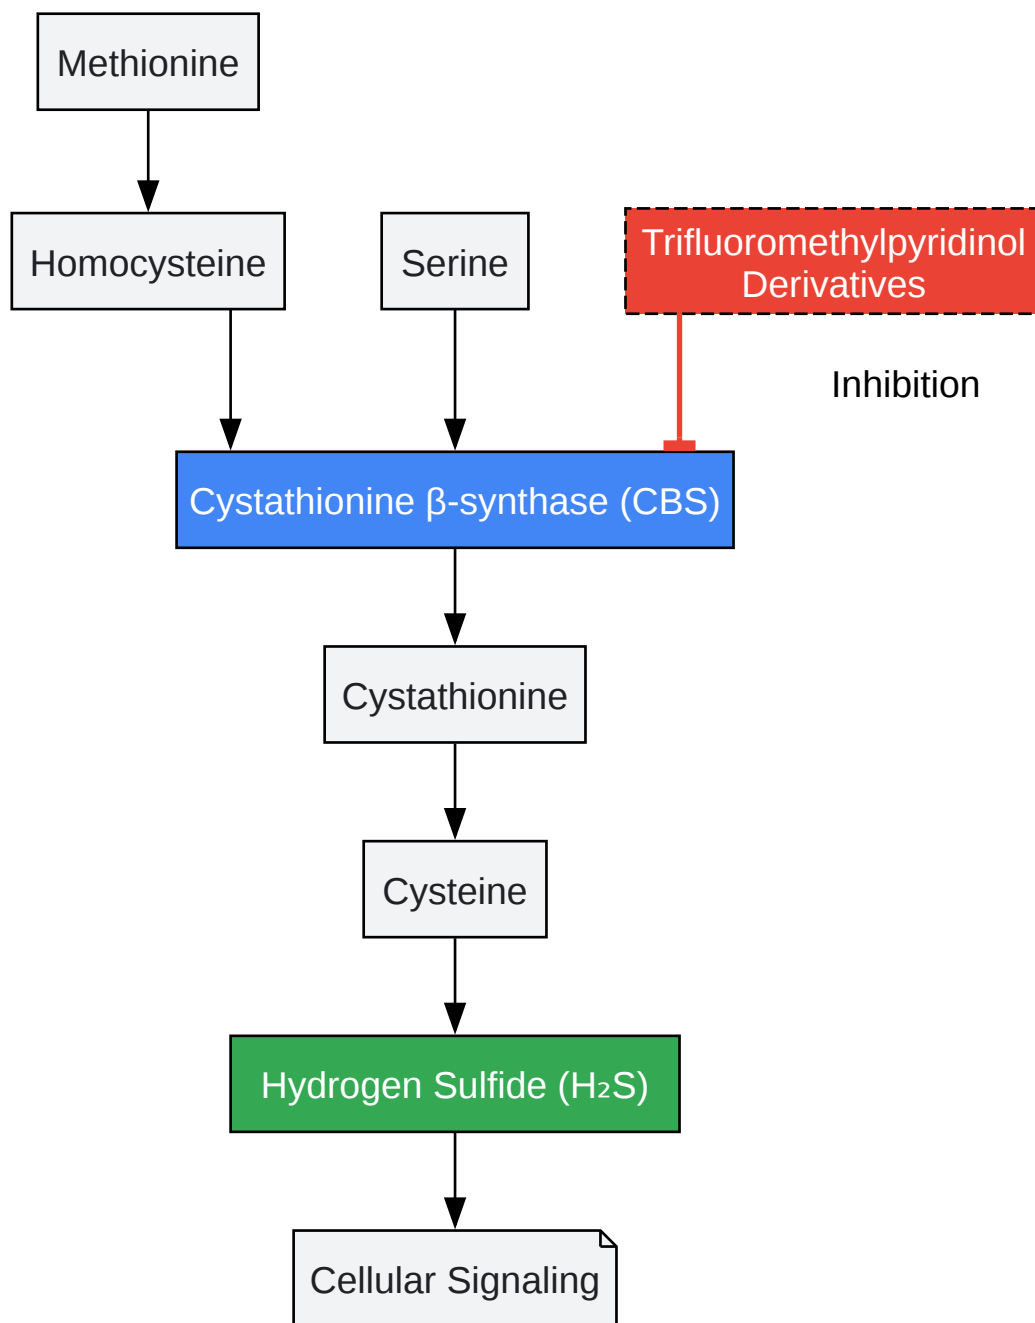 Methionine
Homocysteine
Serine
Trifluoromethylpyridinol
Derivatives
Inhibition
Cystathionine β-synthase (CBS)
Cystathionine
Cysteine
Hydrogen Sulfide (H₂S)
Cellular Signaling